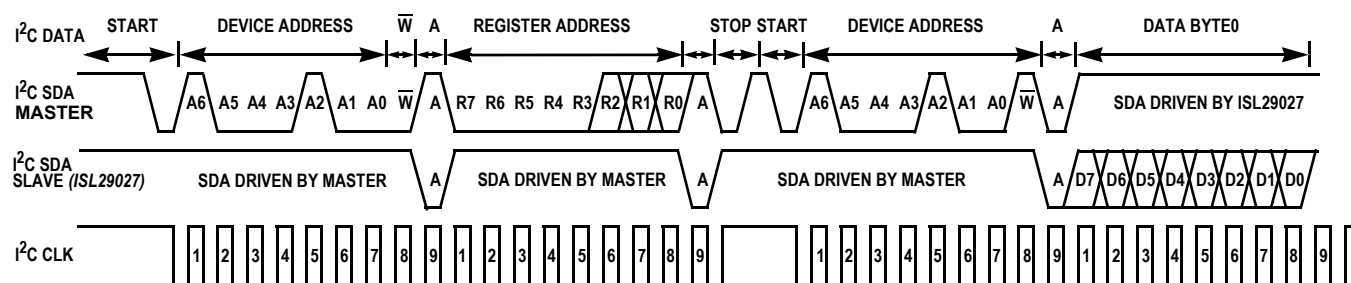 I²C DATA START DEVICE ADDRESS W̅ A REGISTER ADDRESS STOP START DEVICE ADDRESS A DATA BYTE0
I²C SDA MASTER A6 A5 A4 A3 A2 A1 A0 W̅ A R7 R6 R5 R4 R3 R2 R1 R0 A A6 A5 A4 A3 A2 A1 A0 W̅ A SDA DRIVEN BY ISL29027
I²C SDA SLAVE (ISL29027) SDA DRIVEN BY MASTER A SDA DRIVEN BY MASTER A SDA DRIVEN BY MASTER A D7 D6 D5 D4 D3 D2 D1 D0
I²C CLK 1 2 3 4 5 6 7 8 9 1 2 3 4 5 6 7 8 9 1 2 3 4 5 6 7 8 9 1 2 3 4 5 6 7 8 9